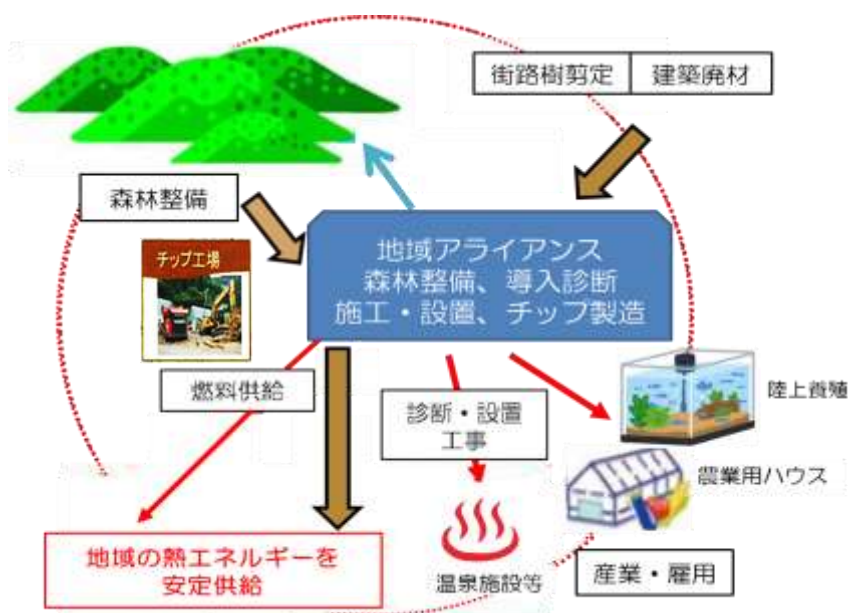 街路樹剪定 建築廃材
森林整備
チップ工場
地域アライアンス
森林整備、導入診断
施工・設置、チップ製造
燃料供給
診断・設置
工事
陸上養殖
農業用ハウス
地域の熱エネルギーを
安定供給
温泉施設等
産業・雇用